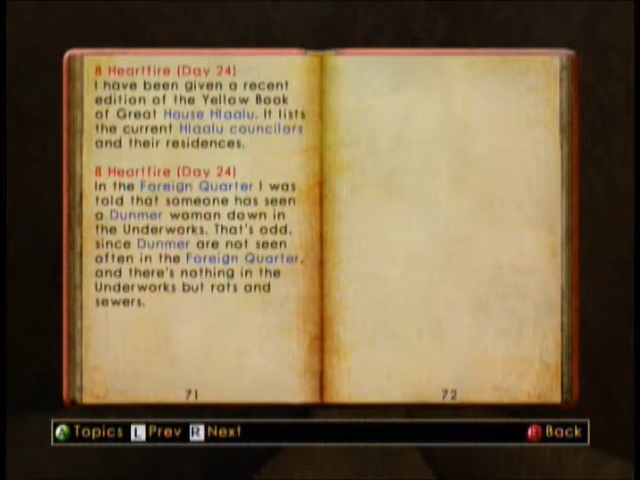 8 Heartfire (Day 24)
I have been given a recent
edition of the Yellow Book
of Great House Hlaalu. It lists
the current Hlaalu councilors
and their residences.
8 Heartfire (Day 24)
In the Foreign Quarter I was
told that someone has seen
a Dunmer woman down in
the Underworks. That's odd,
since Dunmer are not seen
often in the Foreign Quarter,
and there's nothing in the
Underworks but rats and
sewers.
71
72
A Topics L Prev R Next
B Back